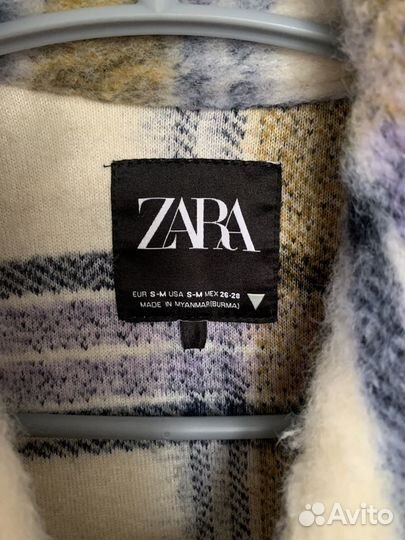 ZARA
EUR S-M USA S-M MEX 26-28
MADE IN MYANMAR(BURMA)
Avito